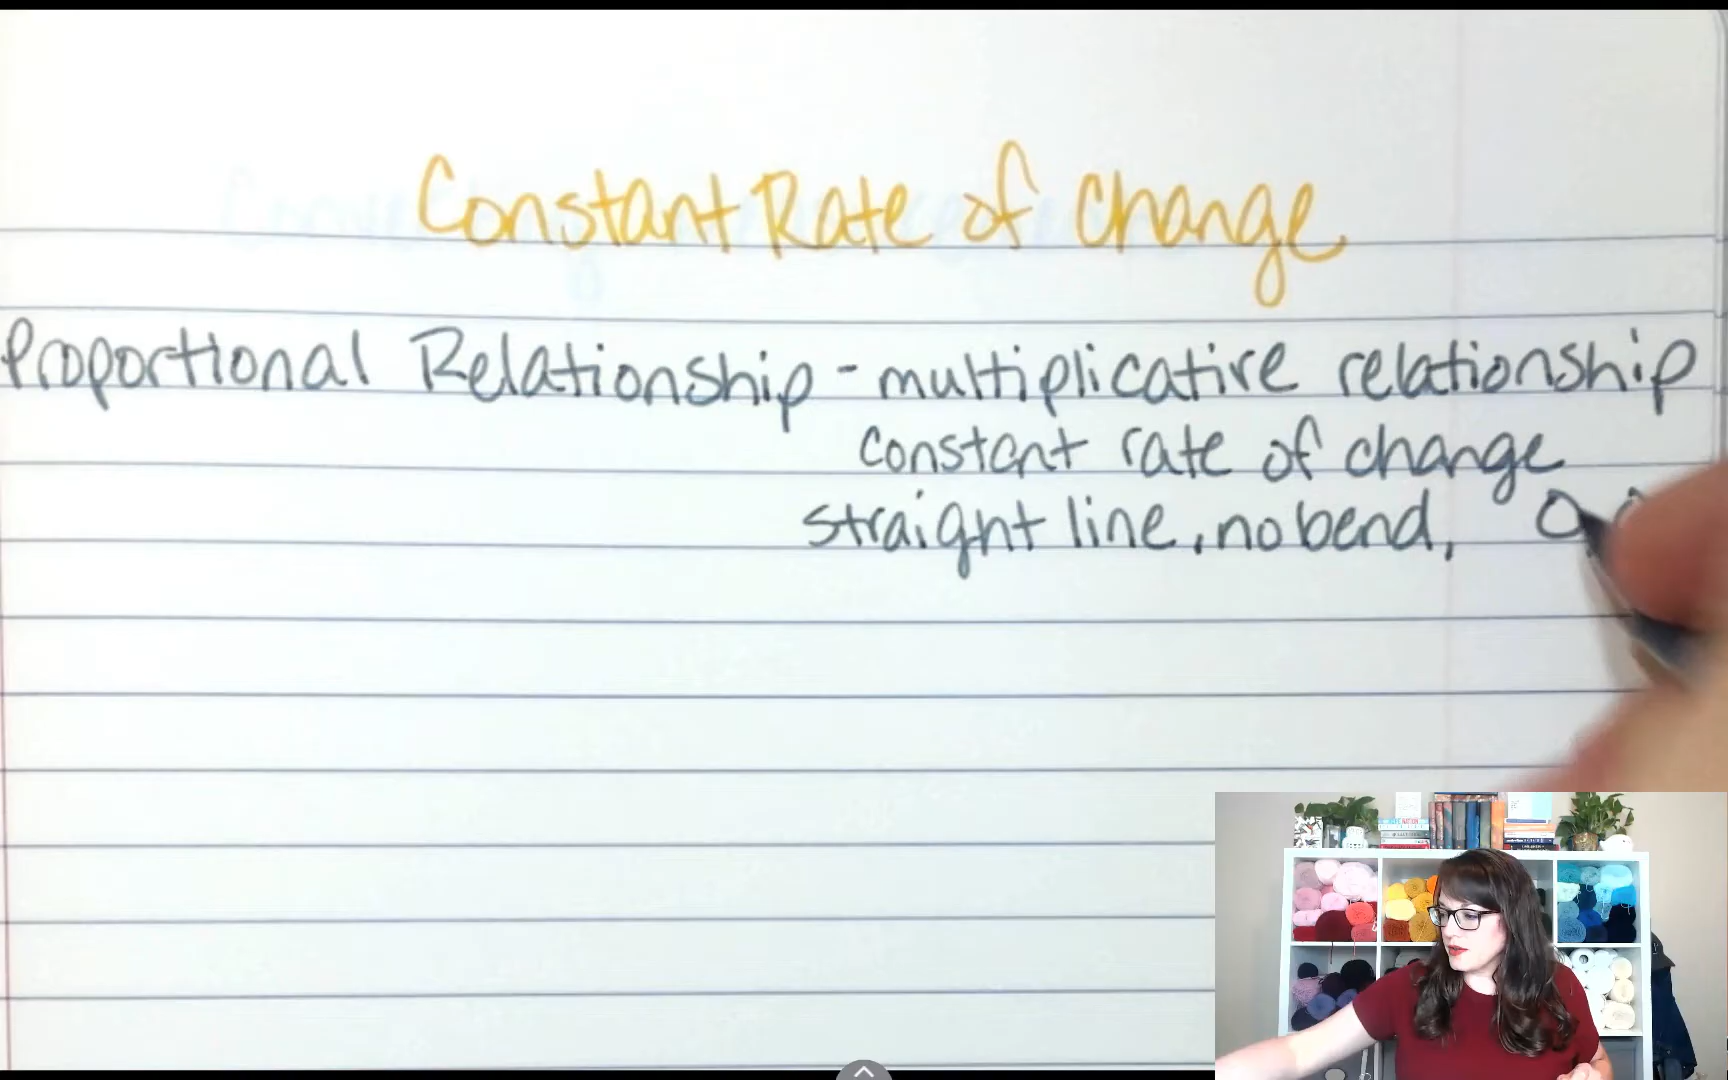 Constant Rate of Change
Proportional Relationship - multiplicative relationship
constant rate of change
straight line, no bend,